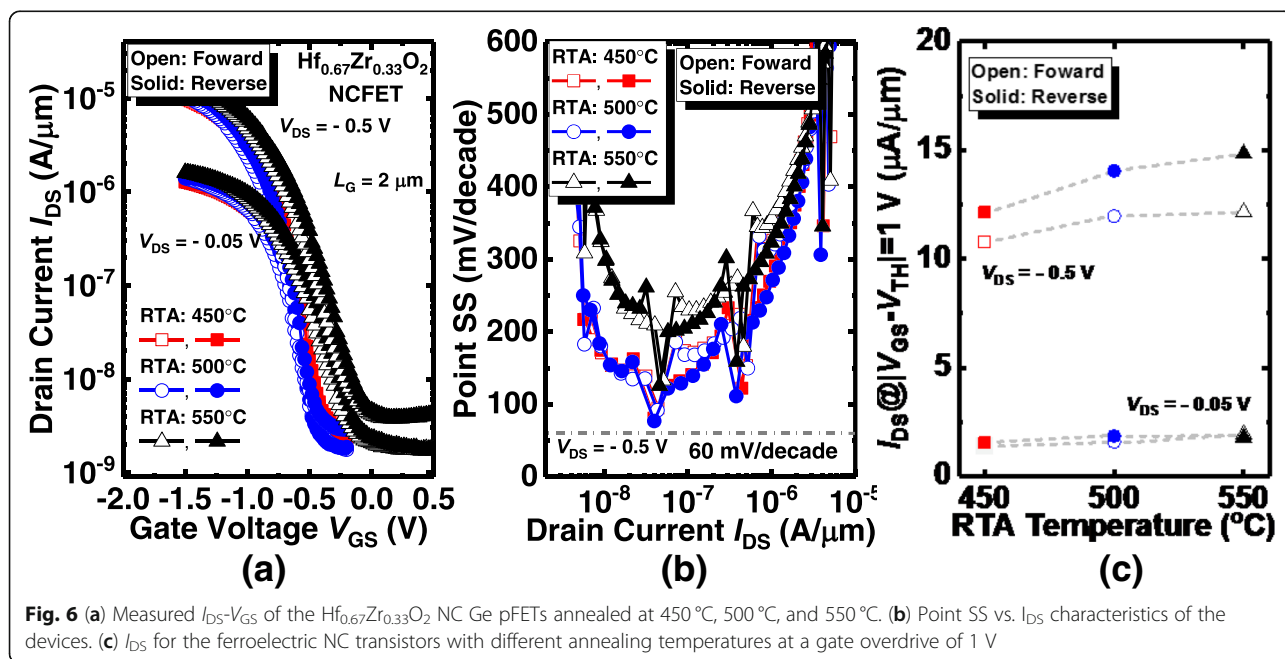 Open: Foward
Solid: Reverse
Hf0.67Zr0.33O2
NCFET
VDS = - 0.5 V
LG = 2 μm
VDS = - 0.05 V
RTA: 450°C
,
RTA: 500°C
,
RTA: 550°C
,
10-5
10-6
10-7
10-8
10-9
Drain Current IDS (A/μm)
-2.0 -1.5 -1.0 -0.5 0.0 0.5
Gate Voltage VGS (V)
(a)
RTA: 450°C
,
RTA: 500°C
,
RTA: 550°C
,
Open: Foward
Solid: Reverse
600
500
400
300
200
100
0
Point SS (mV/decade)
VDS = - 0.5 V
60 mV/decade
10-8 10-7 10-6 10-5
Drain Current IDS (A/μm)
(b)
Open: Foward
Solid: Reverse
VDS = - 0.5 V
VDS = - 0.05 V
20
15
10
5
0
IDS@|VGS-VTH|=1 V (μA/μm)
450 500 550
RTA Temperature (°C)
(c)
Fig. 6 (a) Measured IDS-VGS of the Hf0.67Zr0.33O2 NC Ge pFETs annealed at 450 °C, 500 °C, and 550 °C. (b) Point SS vs. IDS characteristics of the
devices. (c) IDS for the ferroelectric NC transistors with different annealing temperatures at a gate overdrive of 1 V